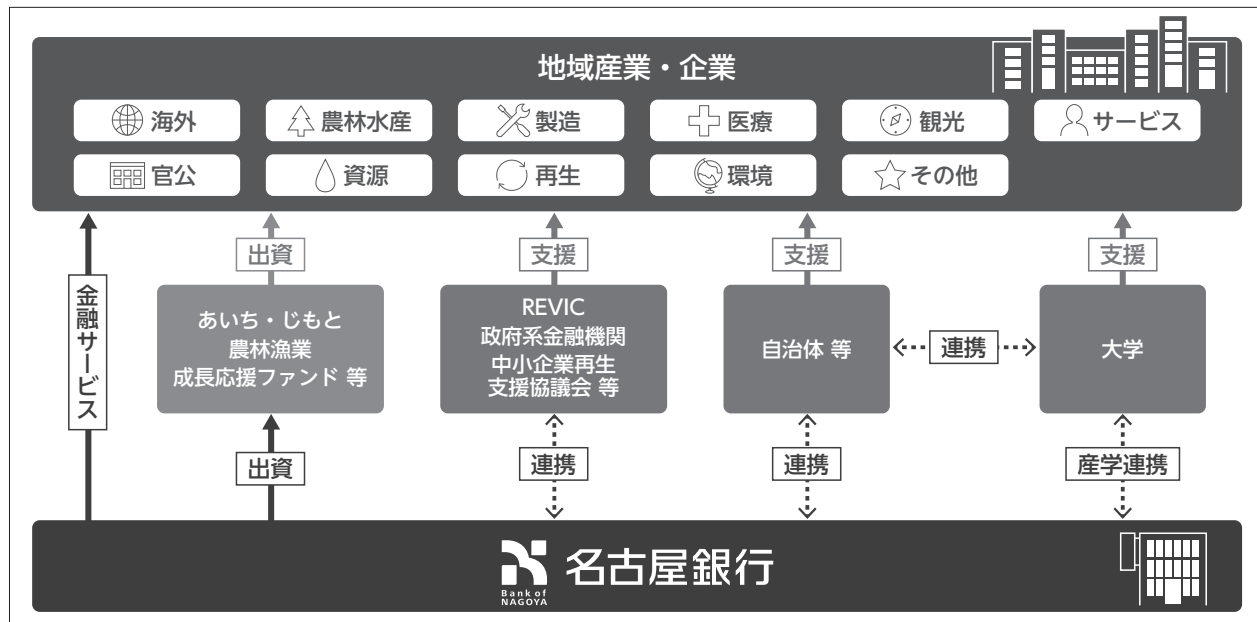 地域産業・企業
海外
農林水産
製造
医療
観光
サービス
官公
資源
再生
環境
その他
金融サービス
出資
支援
支援
支援
あいち・じもと
農林漁業
成長応援ファンド 等
REVIC
政府系金融機関
中小企業再生
支援協議会 等
自治体 等
連携
大学
出資
連携
連携
産学連携
Bank of
NAGOYA
名古屋銀行